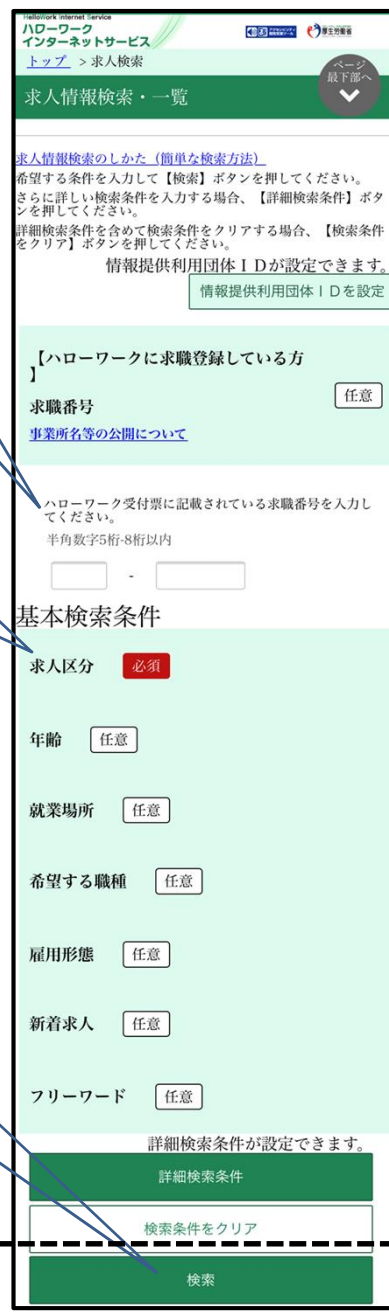 HelloWork Internet Service
ハローワーク
インターネットサービス
厚生労働省
トップ > 求人検索
ページ
最下部へ
求人情報検索・一覧
求人情報検索のしかた（簡単な検索方法）
希望する条件を入力して【検索】ボタンを押してください。
さらに詳しい検索条件を入力する場合、【詳細検索条件】ボタ
ンを押してください。
詳細検索条件を含めて検索条件をクリアする場合、【検索条件
をクリア】ボタンを押してください。
情報提供利用団体ＩＤが設定できます。
情報提供利用団体ＩＤを設定
【ハローワークに求職登録している方
】
求職番号
任意
事業所名等の公開について
ハローワーク受付票に記載されている求職番号を入力し
てください。
半角数字5桁-8桁以内
-
基本検索条件
求人区分 必須
年齢 任意
就業場所 任意
希望する職種 任意
雇用形態 任意
新着求人 任意
フリーワード 任意
詳細検索条件が設定できます。
詳細検索条件
検索条件をクリア
検索